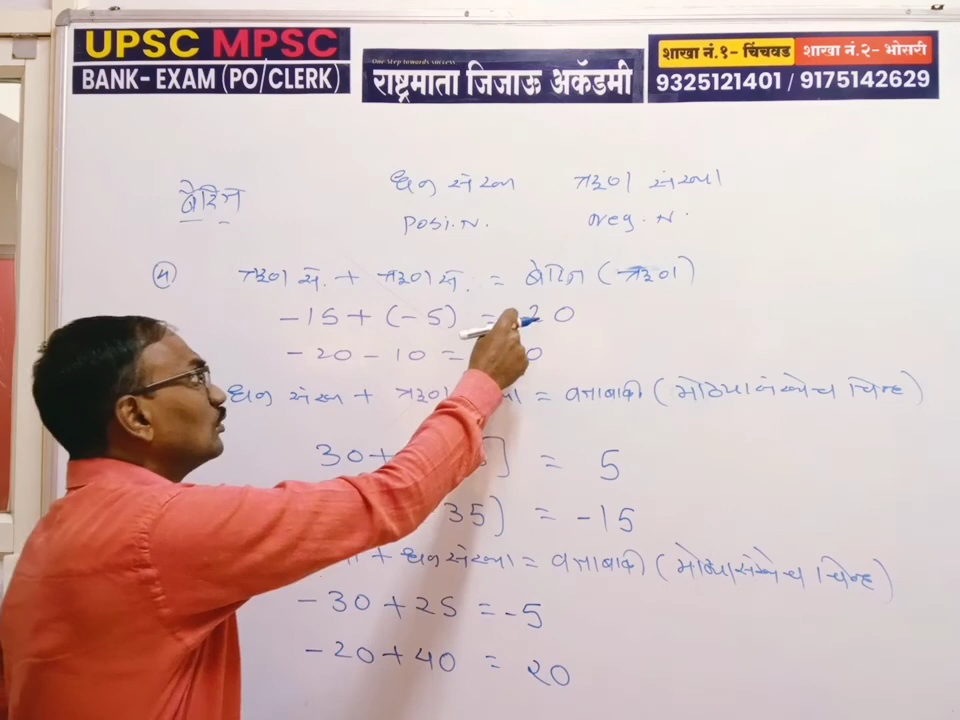 UPSC MPSC
BANK- EXAM (PO/CLERK)
One Step towards success
राष्ट्रमाता जिजाऊ अकॅडमी
शाखा नं.१- चिंचवड शाखा नं.२- भोसरी
9325121401 / 9175142629
बेरिज
धन संख्या ऋण संख्या
Posi. N. Neg. N.
ऋण सं. + ऋण सं. = बेरिज (ऋण)
-15 + (-5) = 20
-20 - 10 = 0
धन संख्या + ऋण = वजाबाकी (मोठ्या संख्येचे चिन्ह)
30 + ) = 5
35) = -15
+ धन संख्या = वजाबाकी (मोठ्या संख्येचे चिन्ह)
-30 + 25 = -5
-20 + 40 = 20